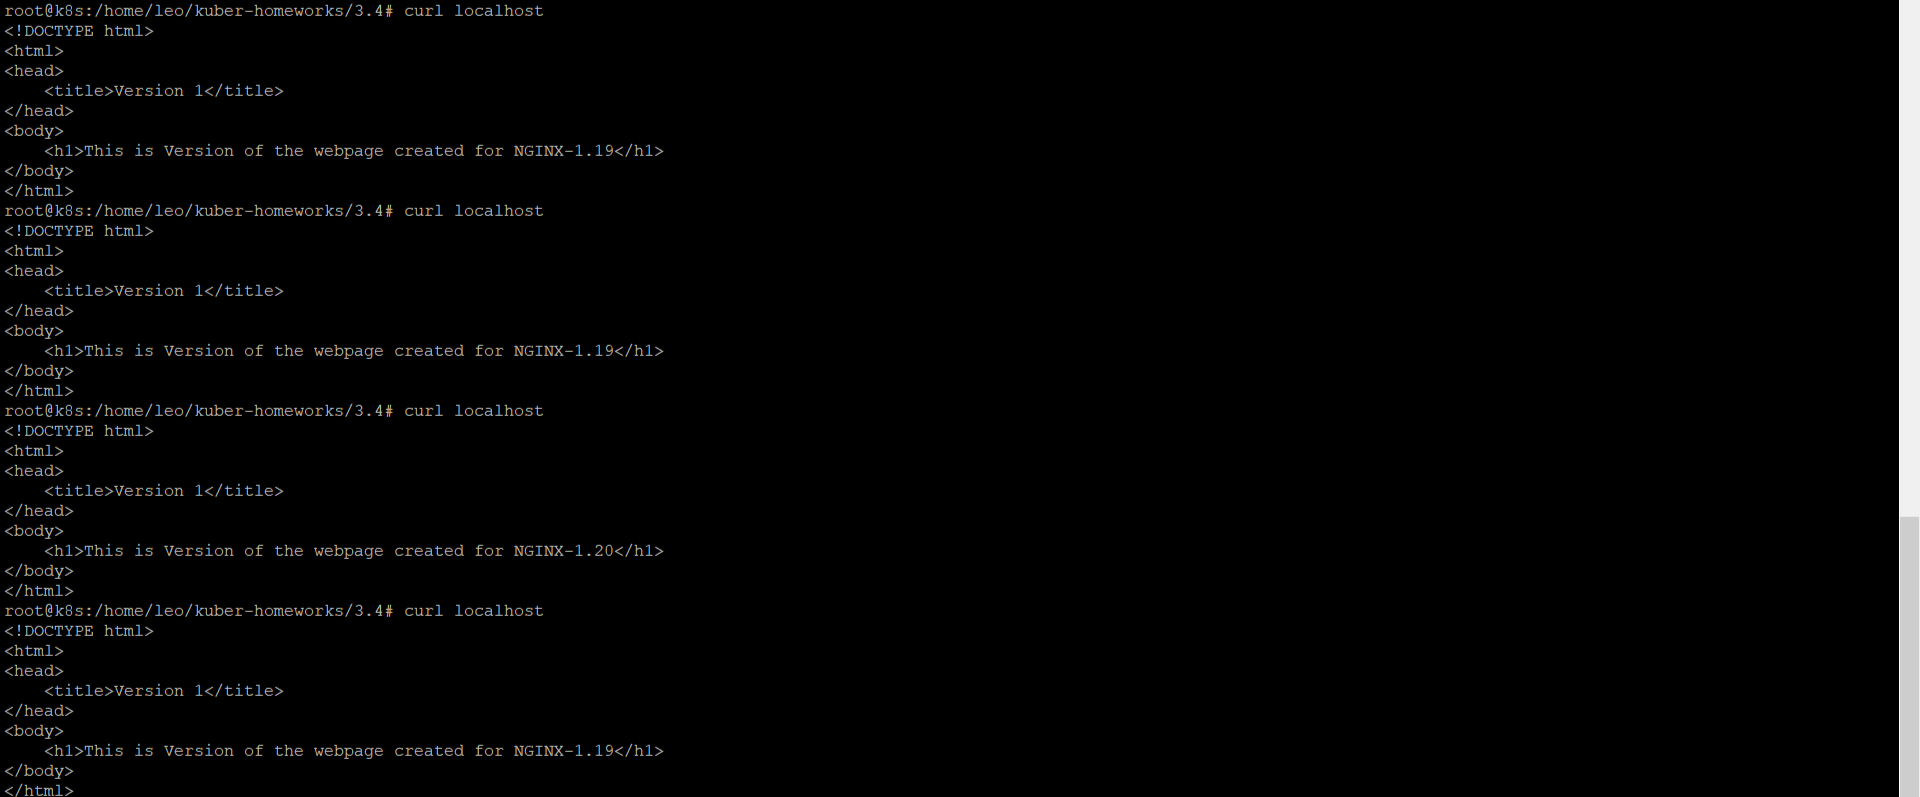 root@k8s:/home/leo/kuber-homeworks/3.4# curl localhost
<!DOCTYPE html>
<html>
<head>
    <title>Version 1</title>
</head>
<body>
    <h1>This is Version of the webpage created for NGINX-1.19</h1>
</body>
</html>
root@k8s:/home/leo/kuber-homeworks/3.4# curl localhost
<!DOCTYPE html>
<html>
<head>
    <title>Version 1</title>
</head>
<body>
    <h1>This is Version of the webpage created for NGINX-1.19</h1>
</body>
</html>
root@k8s:/home/leo/kuber-homeworks/3.4# curl localhost
<!DOCTYPE html>
<html>
<head>
    <title>Version 1</title>
</head>
<body>
    <h1>This is Version of the webpage created for NGINX-1.20</h1>
</body>
</html>
root@k8s:/home/leo/kuber-homeworks/3.4# curl localhost
<!DOCTYPE html>
<html>
<head>
    <title>Version 1</title>
</head>
<body>
    <h1>This is Version of the webpage created for NGINX-1.19</h1>
</body>
</html>